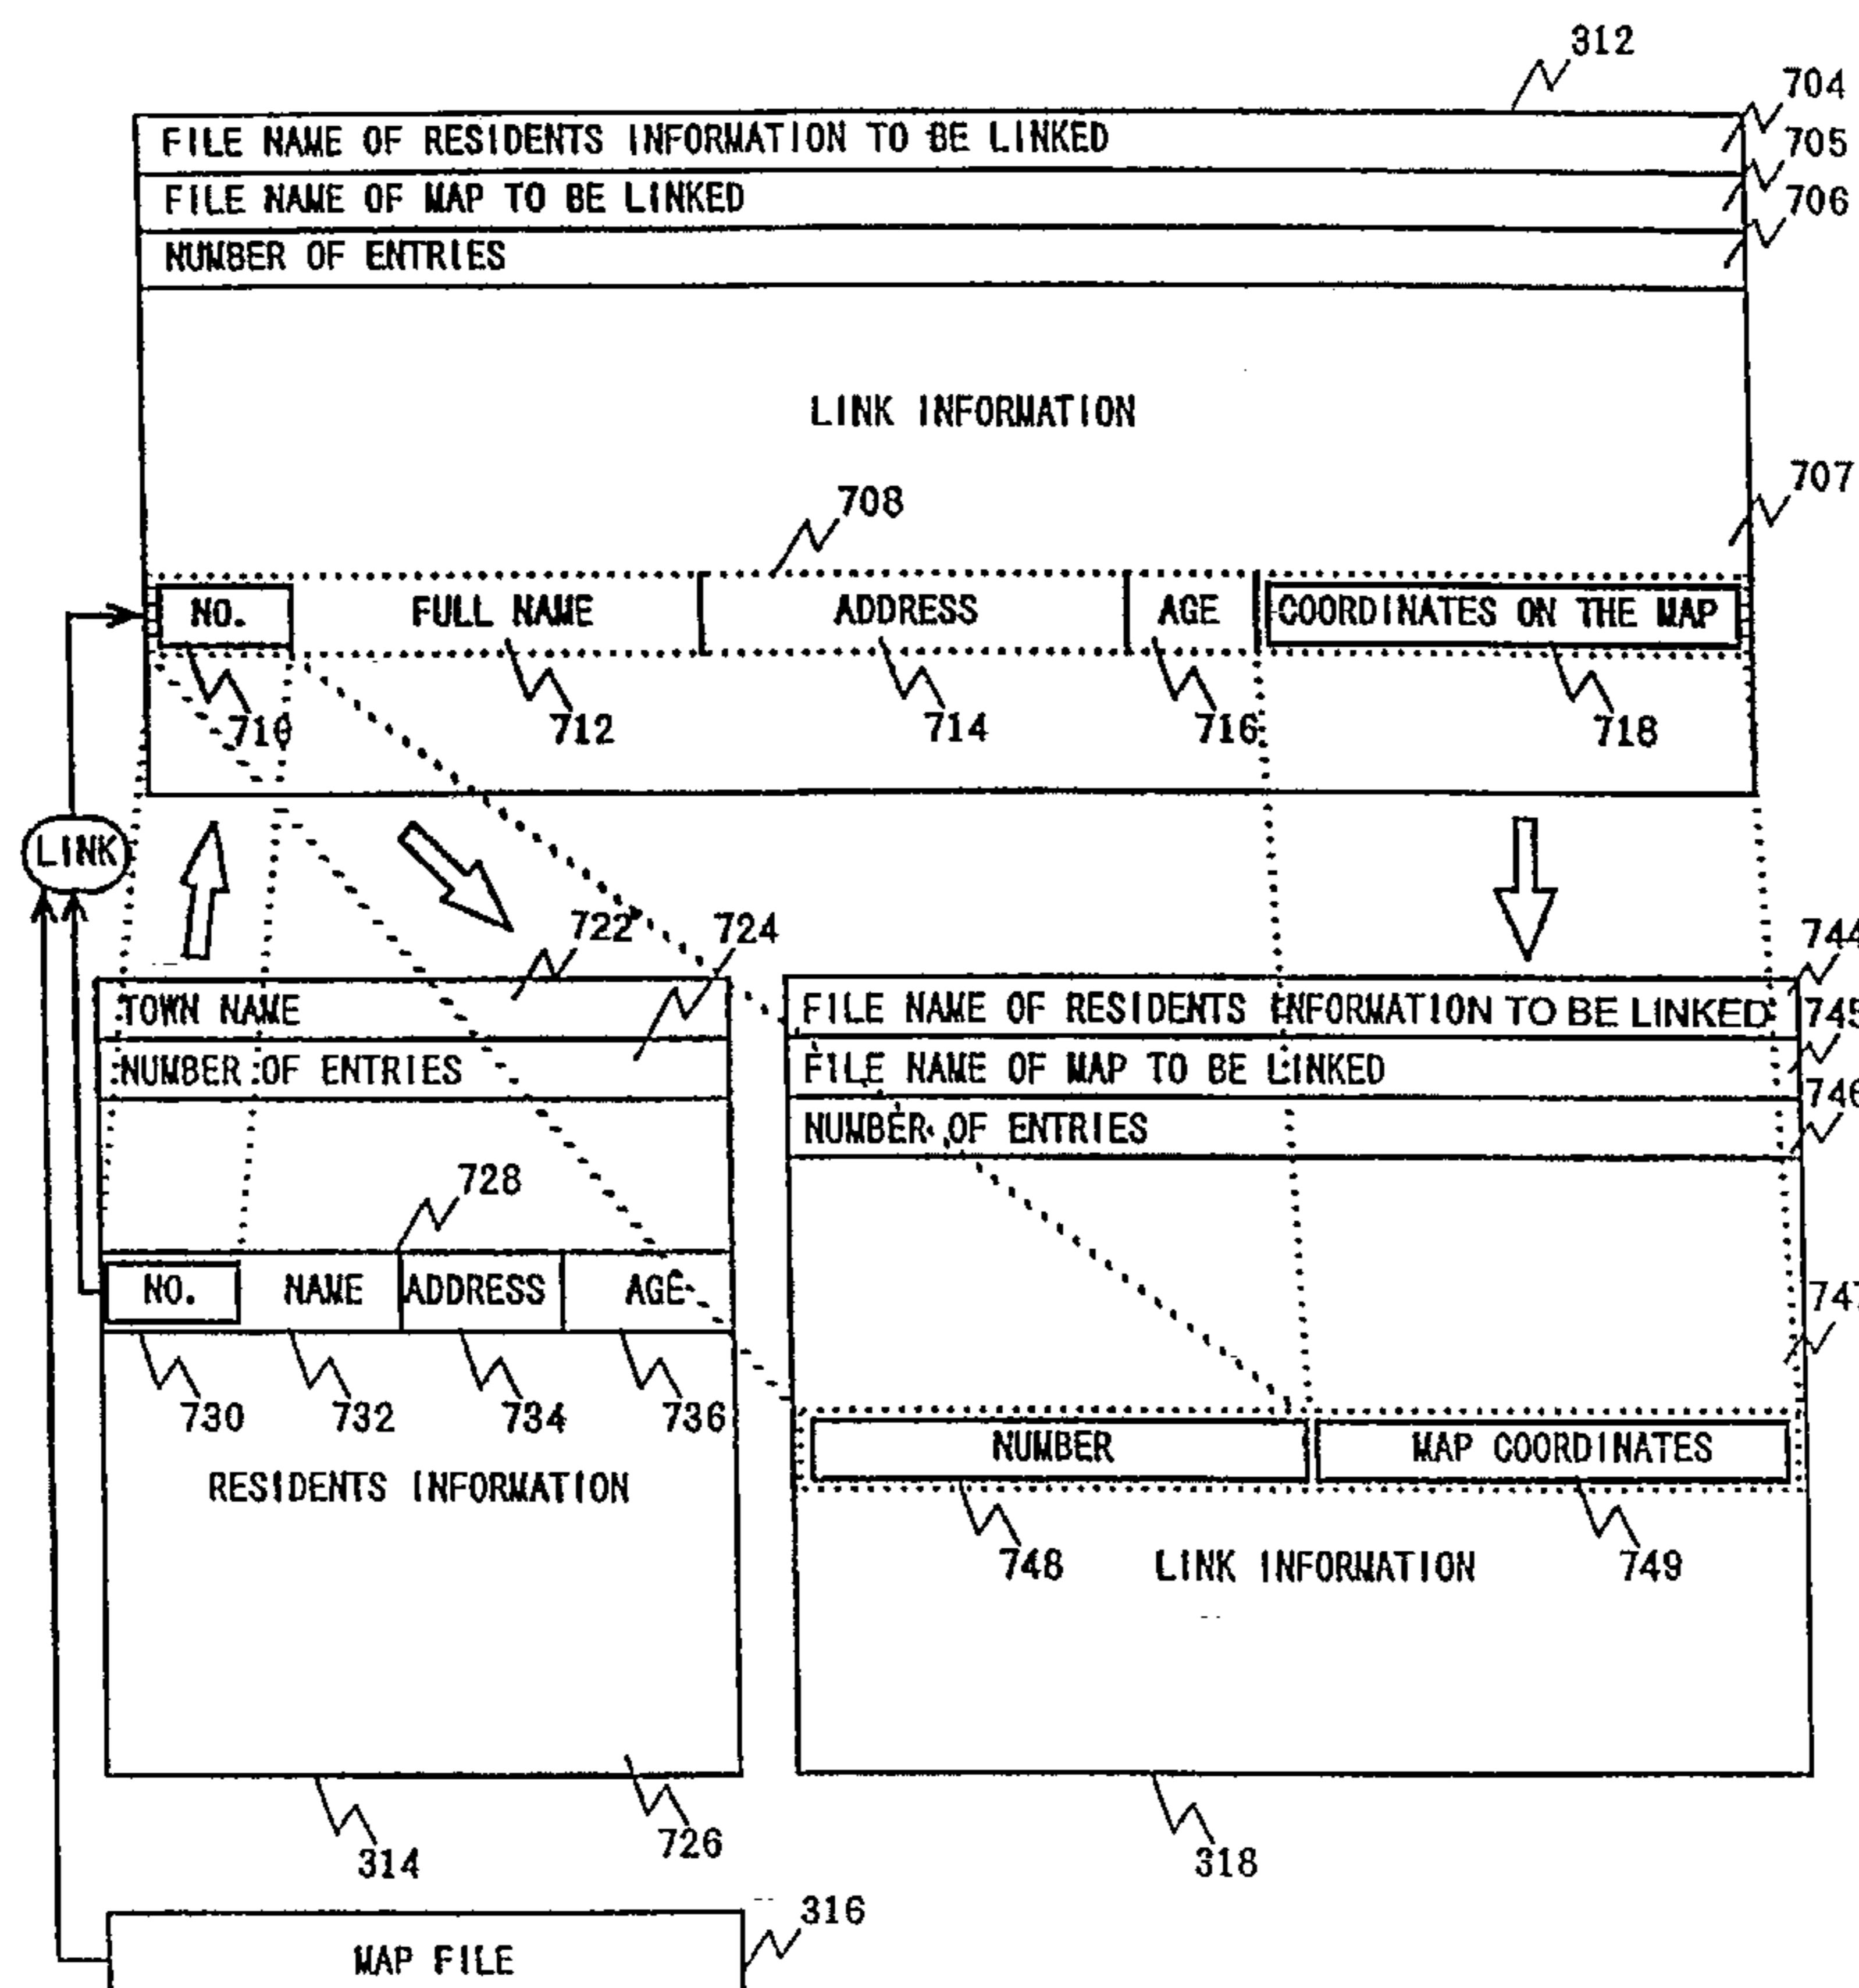 312
704
FILE NAME OF RESIDENTS INFORMATION TO BE LINKED
705
FILE NAME OF MAP TO BE LINKED
706
NUMBER OF ENTRIES
LINK INFORMATION
707
708
NO. FULL NAME ADDRESS AGE COORDINATES ON THE MAP
710 712 714 716 718
LINK
722 724 744
TOWN NAME
NUMBER OF ENTRIES
728
NO. NAME ADDRESS AGE
730 732 734 736
RESIDENTS INFORMATION
726
314
FILE NAME OF RESIDENTS INFORMATION TO BE LINKED
745
FILE NAME OF MAP TO BE LINKED
746
NUMBER OF ENTRIES
747
NUMBER MAP COORDINATES
748 LINK INFORMATION 749
318
316
MAP FILE